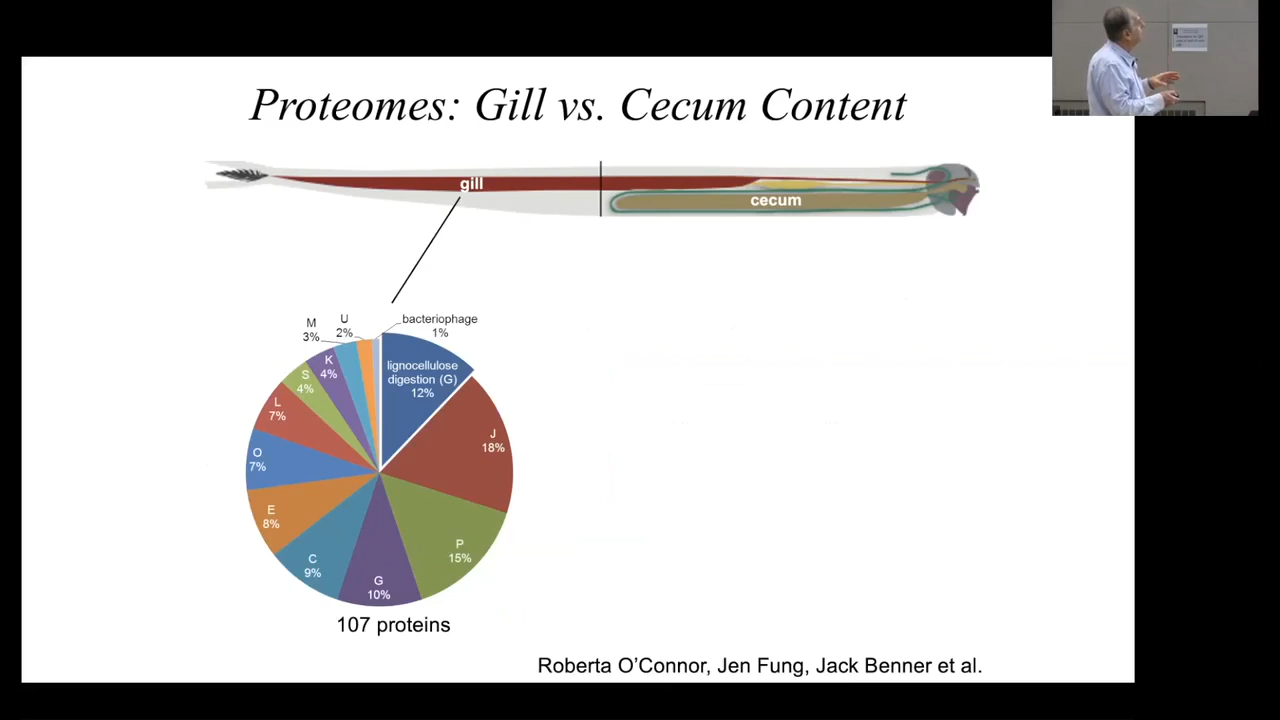 Proteomes: Gill vs. Cecum Content
gill
cecum
bacteriophage
1%
lignocellulose
digestion (G)
12%
J
18%
P
15%
G
10%
C
9%
E
8%
O
7%
L
7%
S
4%
K
4%
M
3%
U
2%
107 proteins
Roberta O'Connor, Jen Fung, Jack Benner et al.